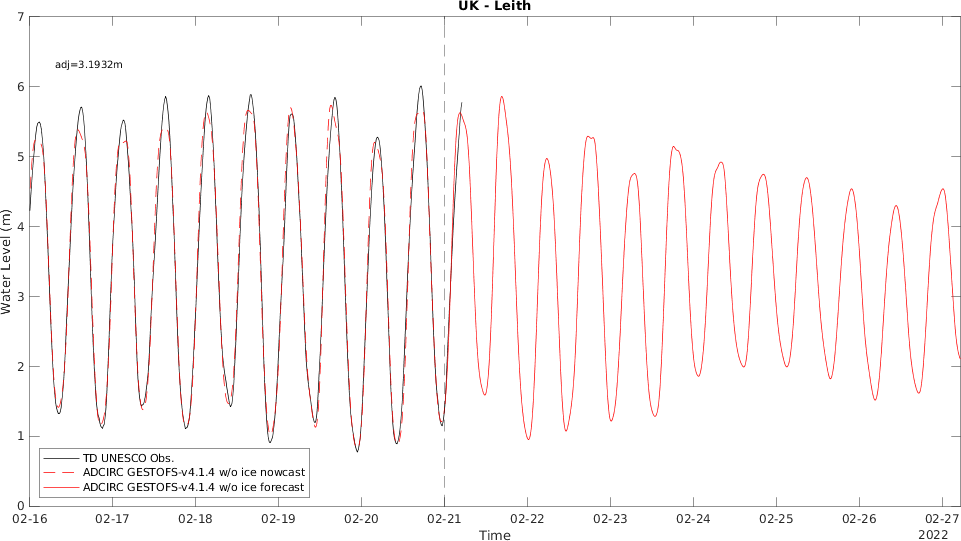 UK - Leith
7
adj=3.1932m
6
5
4
3
2
1
0
Water Level (m)
TD UNESCO Obs.
ADCIRC GESTOFS-v4.1.4 w/o ice nowcast
ADCIRC GESTOFS-v4.1.4 w/o ice forecast
02-16 02-17 02-18 02-19 02-20 02-21 02-22 02-23 02-24 02-25 02-26 02-27
Time
2022